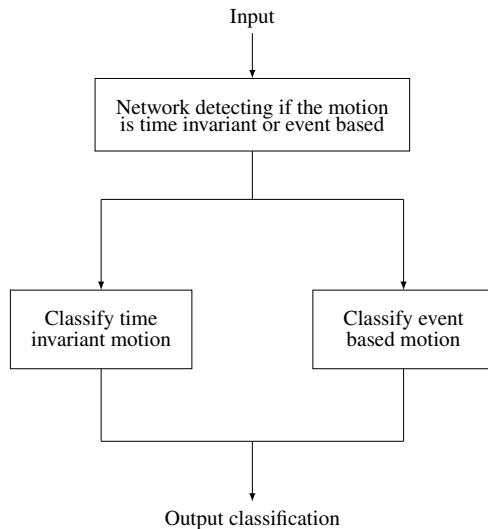 Input
Network detecting if the motion
is time invariant or event based
Classify time
invariant motion
Classify event
based motion
Output classification